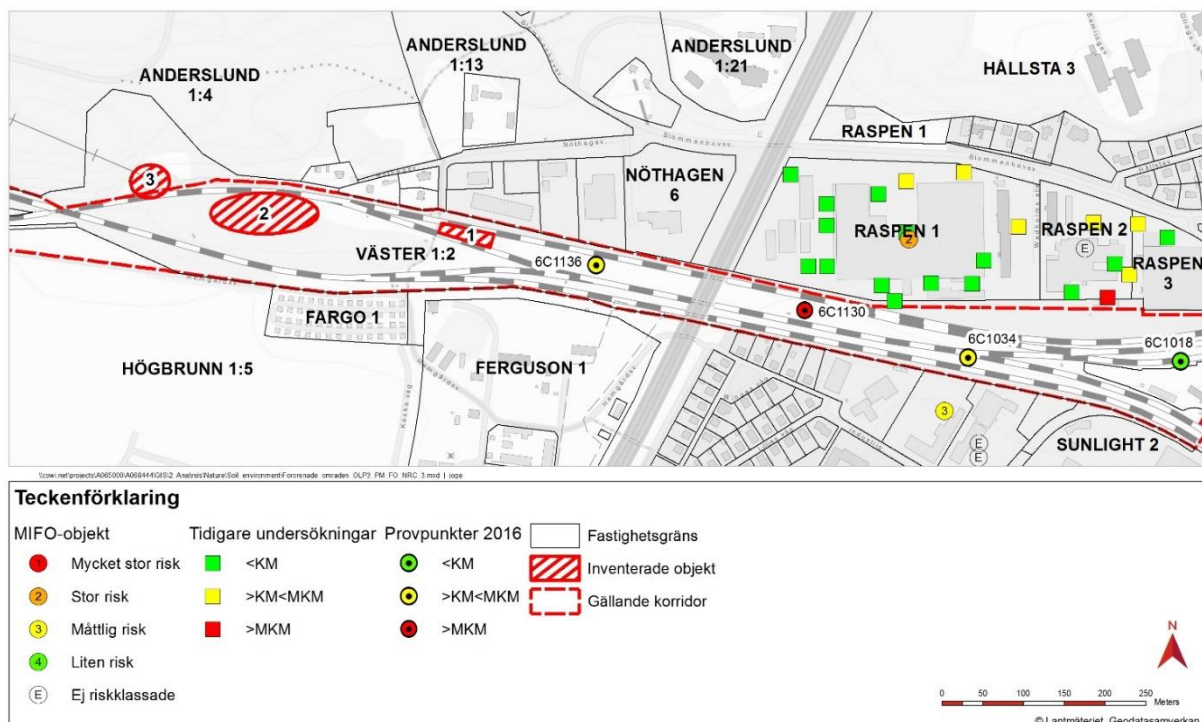 ANDERSLUND
1:13
ANDERSLUND
1:21
ANDERSLUND
1:4
HÅLLSTA 3
RASPEN 1
Blommenhovsv.
Nöthagsv.
Blommenhovsv.
3
NÖTHAGEN
6
2
1
RASPEN 1
2
RASPEN 2
E
RASPEN
3
VÄSTER 1:2
6C1136
6C1130
FARGO 1
6C1034
6C1018
HÖGBRUNN 1:5
FERGUSON 1
Hemgårdsv.
3
E
E
SUNLIGHT 2
Teckenförklaring
MIFO-objekt
Tidigare undersökningar
Provpunkter 2016
Fastighetsgräns
1 Mycket stor risk
<KM
<KM
Inventerade objekt
2 Stor risk
>KM<MKM
>KM<MKM
Gällande korridor
3 Måttlig risk
>MKM
>MKM
4 Liten risk
E Ej riskklassade
N
0 50 100 150 200 250
Meters
© Lantmäteriet, Geodatasamverkan